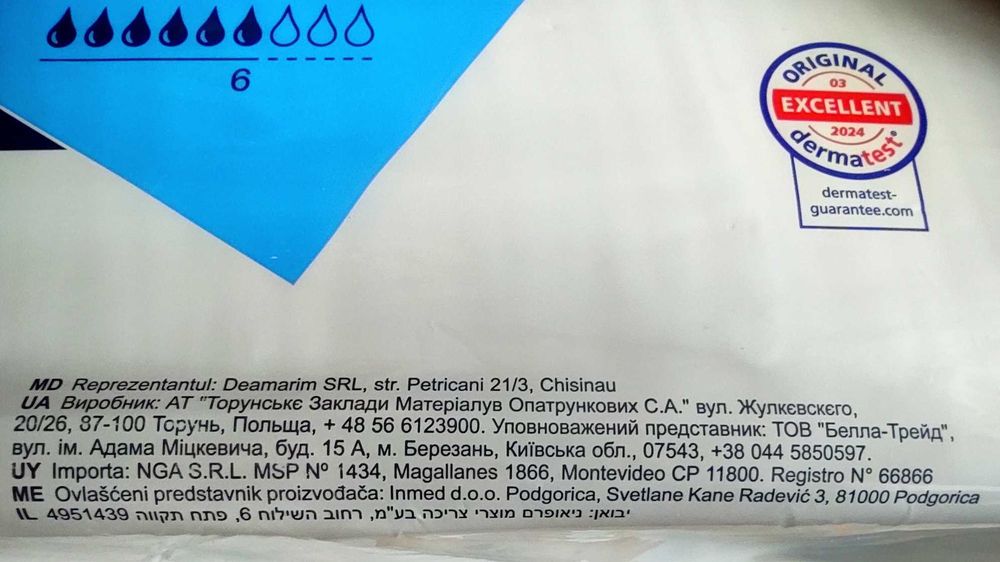 6
ORIGINAL
03
EXCELLENT
2024
dermatest®
dermatest-
guarantee.com
MD Reprezentantul: Deamarim SRL, str. Petricani 21/3, Chisinau
UA Виробник: АТ "Торунськє Заклади Матеріалув Опатрункових С.А." вул. Жулкєвскєго,
20/26, 87-100 Торунь, Польща, + 48 56 6123900. Уповноважений представник: ТОВ "Белла-Трейд",
вул. ім. Адама Міцкевича, буд. 15 А, м. Березань, Київська обл., 07543, +38 044 5850597.
UY Importa: NGA S.R.L. MSP Nº 1434, Magallanes 1866, Montevideo CP 11800. Registro N° 66866
ME Ovlašćeni predstavnik proizvođača: Inmed d.o.o. Podgorica, Svetlane Kane Radević 3, 81000 Podgorica
IL יבואן: ניאופרם מוצרי צריכה בע"מ, רחוב השילוח 6, פתח תקווה 4951439